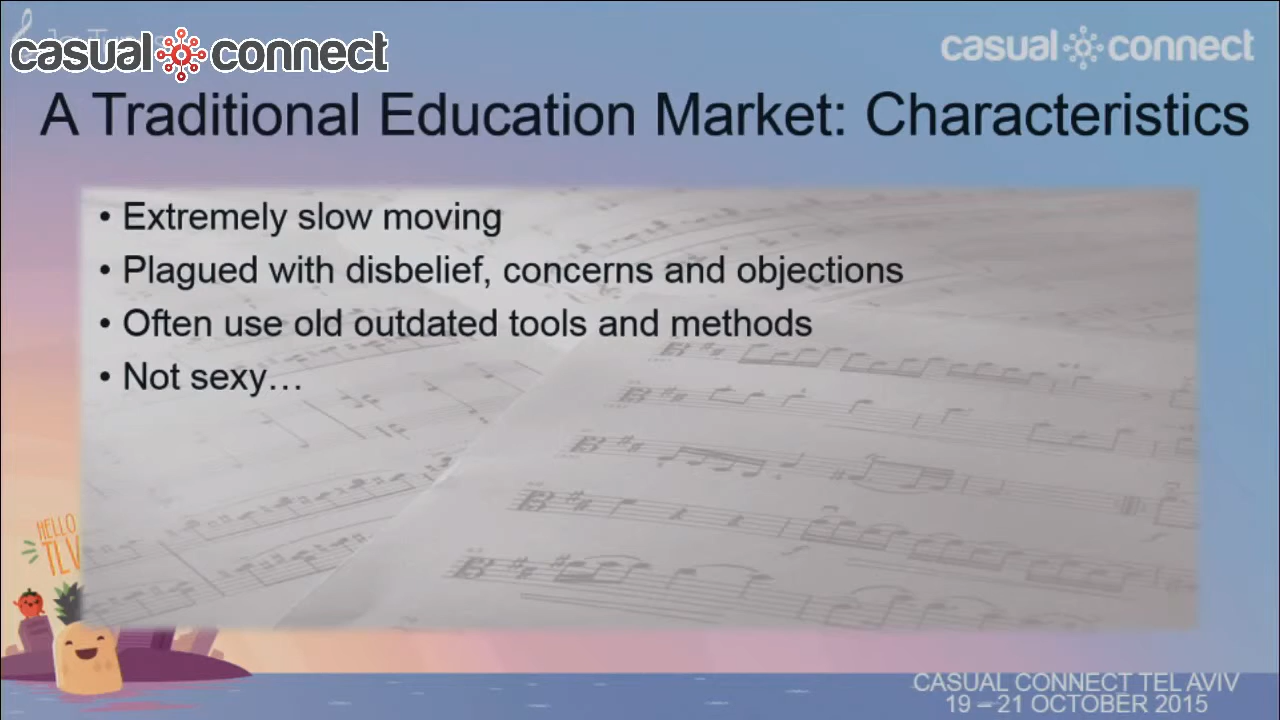 casual connect
casual connect
A Traditional Education Market: Characteristics
• Extremely slow moving
• Plagued with disbelief, concerns and objections
• Often use old outdated tools and methods
• Not sexy…
HELLO
TLV
CASUAL CONNECT TEL AVIV
19 – 21 OCTOBER 2015